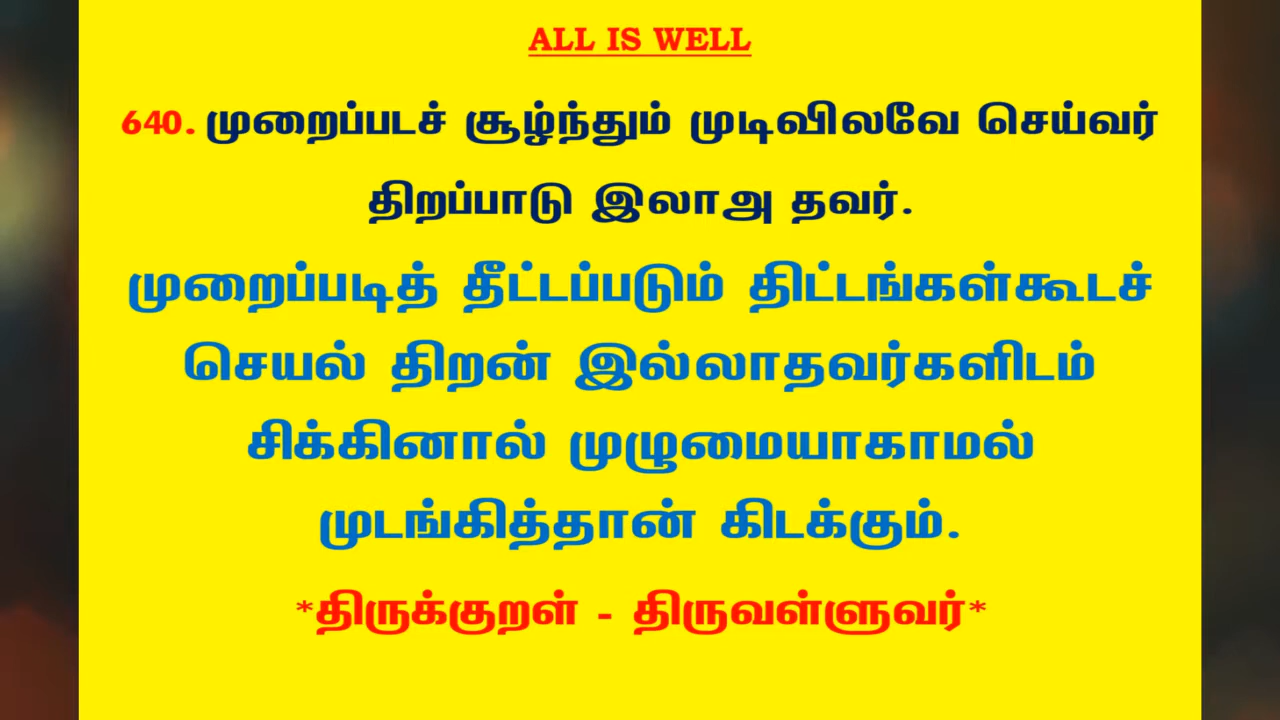 ALL IS WELL
640. முறைப்படச் சூழ்ந்தும் முடிவிலவே செய்வர்
திறப்பாடு இலாஅ தவர்.
முறைப்படித் தீட்டப்படும் திட்டங்கள்கூடச்
செயல் திறன் இல்லாதவர்களிடம்
சிக்கினால் முழுமையாகாமல்
முடங்கித்தான் கிடக்கும்.
*திருக்குறள் - திருவள்ளுவர்*